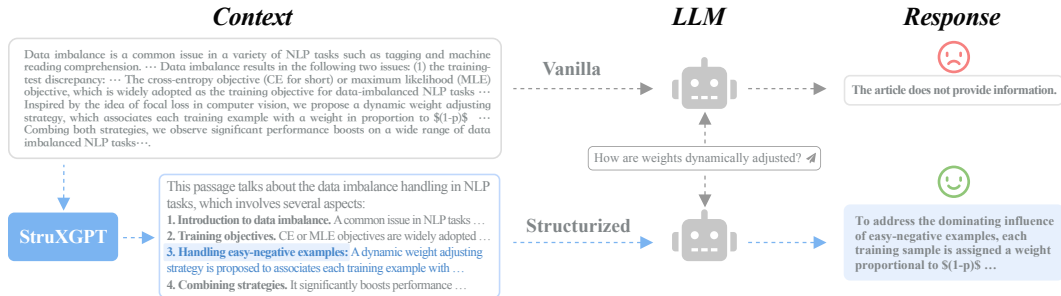 Context
LLM
Response
Data imbalance is a common issue in a variety of NLP tasks such as tagging and machine
reading comprehension. ··· Data imbalance results in the following two issues: (1) the training-
test discrepancy: ··· The cross-entropy objective (CE for short) or maximum likelihood (MLE)
objective, which is widely adopted as the training objective for data-imbalanced NLP tasks ···
Inspired by the idea of focal loss in computer vision, we propose a dynamic weight adjusting
strategy, which associates each training example with a weight in proportion to $(1-p)$ ···
Combing both strategies, we observe significant performance boosts on a wide range of data
imbalanced NLP tasks···.
Vanilla
The article does not provide information.
How are weights dynamically adjusted?
StruXGPT
This passage talks about the data imbalance handling in NLP
tasks, which involves several aspects:
1. Introduction to data imbalance. A common issue in NLP tasks …
2. Training objectives. CE or MLE objectives are widely adopted …
3. Handling easy-negative examples: A dynamic weight adjusting
strategy is proposed to associates each training example with …
4. Combining strategies. It significantly boosts performance …
Structurized
To address the dominating influence
of easy-negative examples, each
training sample is assigned a weight
proportional to $(1-p)$ …